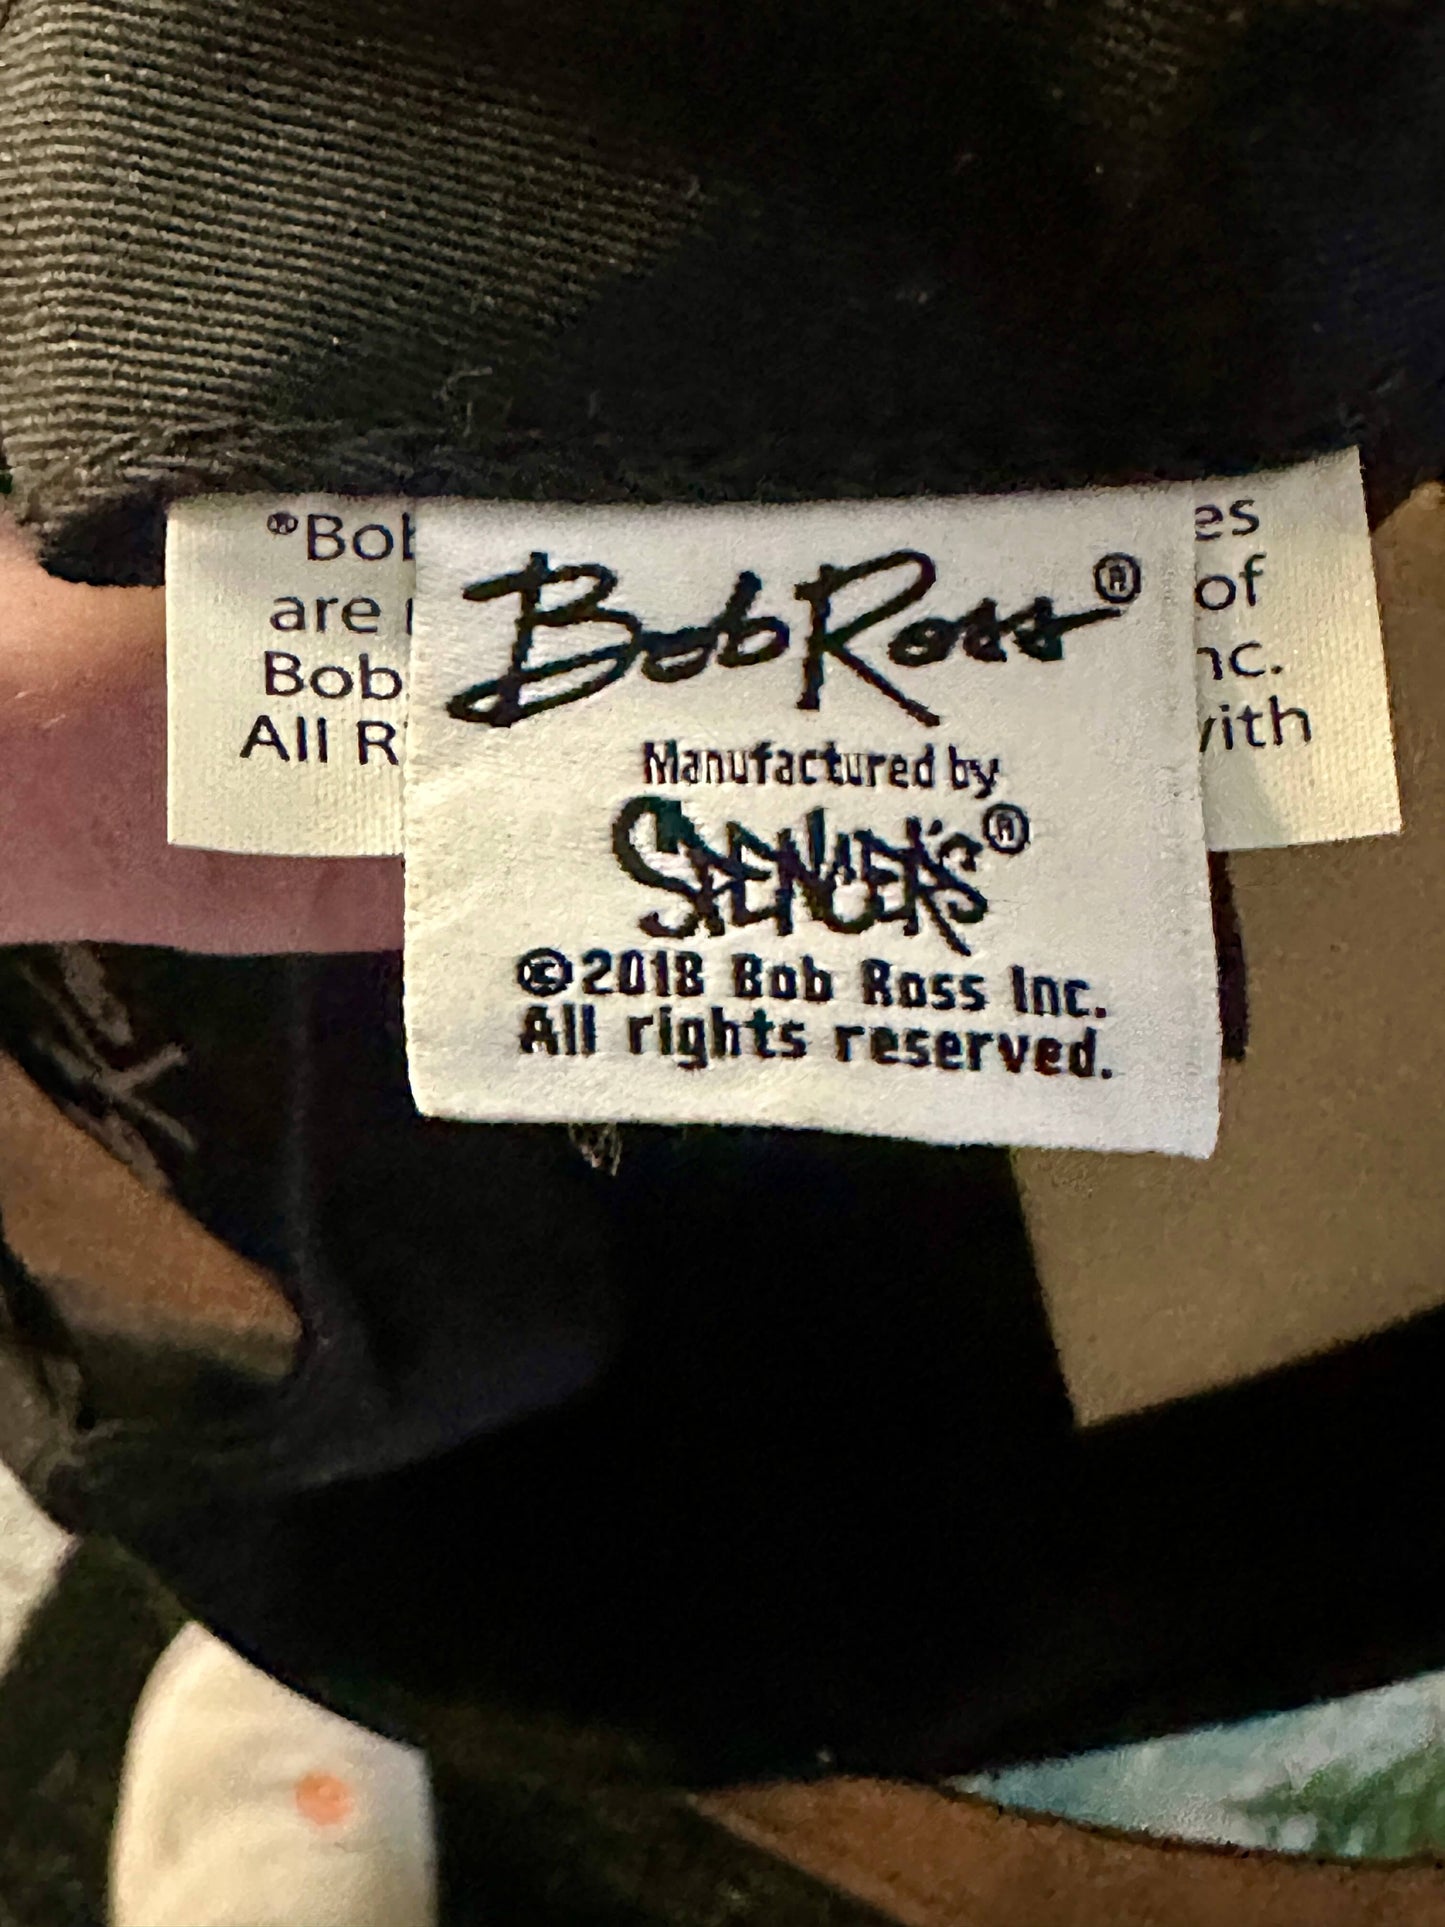 Bob Ross®
Manufactured by
SPENCER'S®
©2018 Bob Ross Inc.
All rights reserved.
®Bob es
are of
Bob nc.
All R with